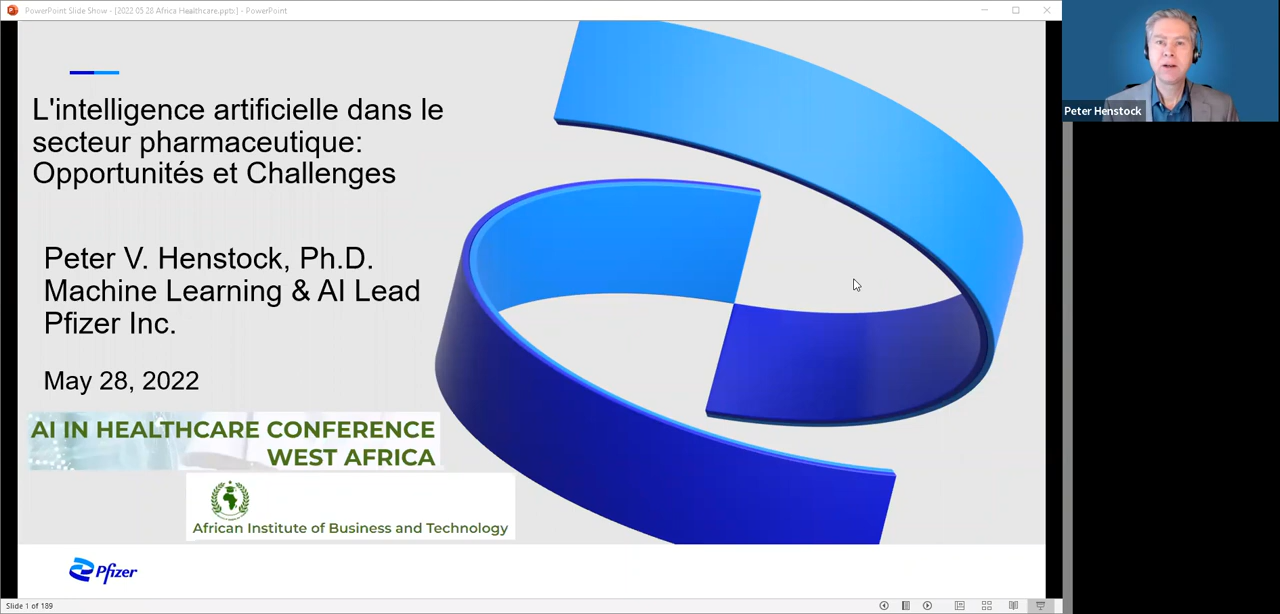 PowerPoint Slide Show - [2022 05 28 Africa Healthcare.pptx] - PowerPoint
L'intelligence artificielle dans le
secteur pharmaceutique:
Opportunités et Challenges
Peter V. Henstock, Ph.D.
Machine Learning & AI Lead
Pfizer Inc.
May 28, 2022
AI IN HEALTHCARE CONFERENCE
WEST AFRICA
African Institute of Business and Technology
Pfizer
Slide 1 of 189
Peter Henstock